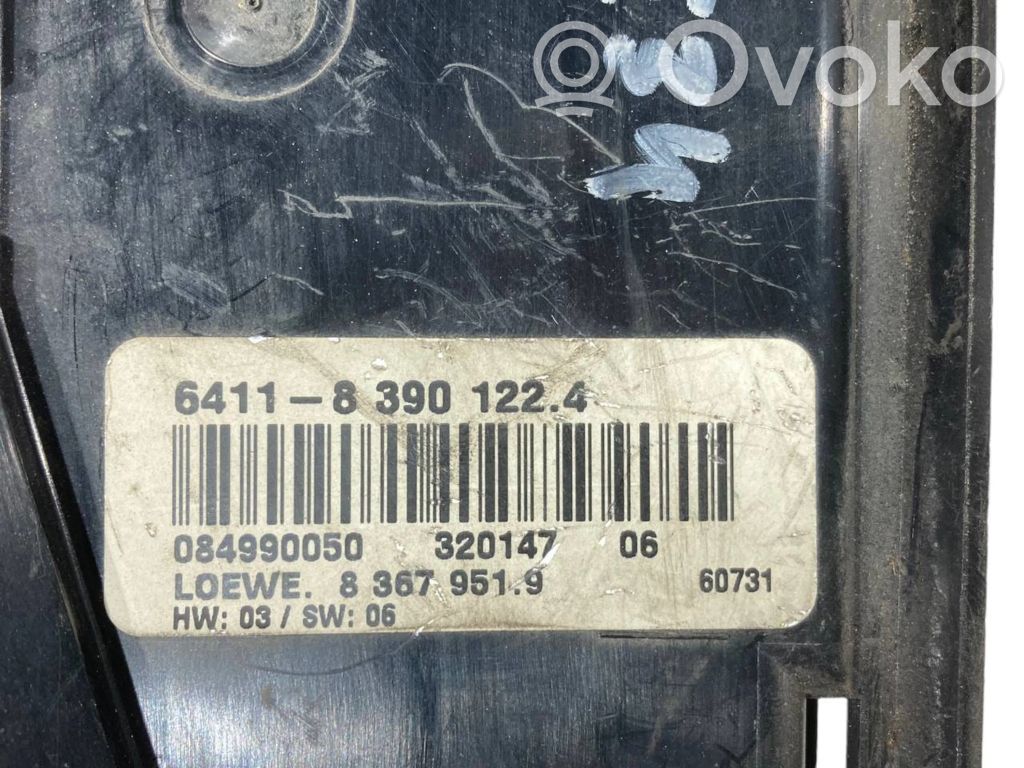 Ovoko
6411-8 390 122.4
084990050 320147 06
LOEWE. 8 367 951.9 60731
HW: 03 / SW: 06